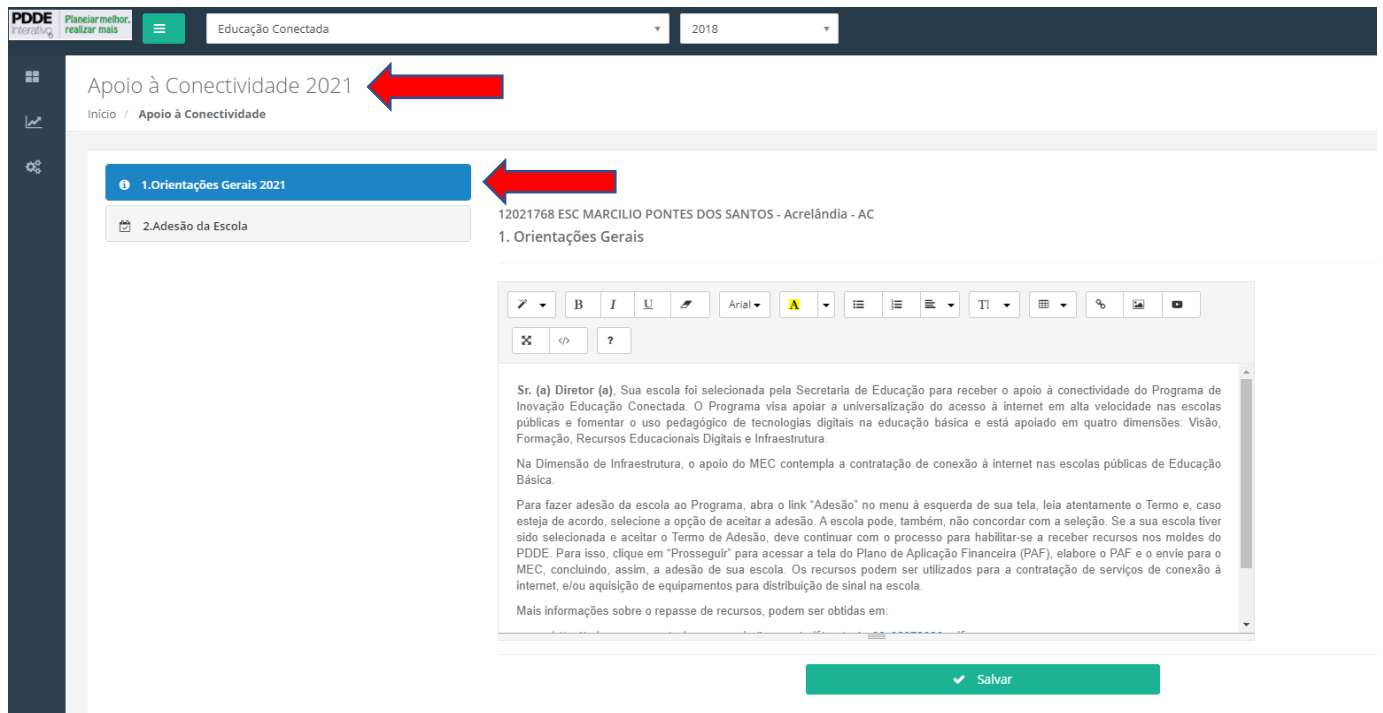 PDDE Planejar melhor,
interativo realizar mais
Educação Conectada
2018
Apoio à Conectividade 2021
Início / Apoio à Conectividade
1.Orientações Gerais 2021
2.Adesão da Escola
12021768 ESC MARCILIO PONTES DOS SANTOS - Acrelândia - AC
1. Orientações Gerais
B I U Arial A T
?
Sr. (a) Diretor (a), Sua escola foi selecionada pela Secretaria de Educação para receber o apoio à conectividade do Programa de
Inovação Educação Conectada. O Programa visa apoiar a universalização do acesso à internet em alta velocidade nas escolas
públicas e fomentar o uso pedagógico de tecnologias digitais na educação básica e está apoiado em quatro dimensões: Visão,
Formação, Recursos Educacionais Digitais e Infraestrutura.
Na Dimensão de Infraestrutura, o apoio do MEC contempla a contratação de conexão à internet nas escolas públicas de Educação
Básica.
Para fazer adesão da escola ao Programa, abra o link “Adesão” no menu à esquerda de sua tela, leia atentamente o Termo e, caso
esteja de acordo, selecione a opção de aceitar a adesão. A escola pode, também, não concordar com a seleção. Se a sua escola tiver
sido selecionada e aceitar o Termo de Adesão, deve continuar com o processo para habilitar-se a receber recursos nos moldes do
PDDE. Para isso, clique em “Prosseguir” para acessar a tela do Plano de Aplicação Financeira (PAF), elabore o PAF e o envie para o
MEC, concluindo, assim, a adesão de sua escola. Os recursos podem ser utilizados para a contratação de serviços de conexão à
internet, e/ou aquisição de equipamentos para distribuição de sinal na escola.
Mais informações sobre o repasse de recursos, podem ser obtidas em:
Salvar